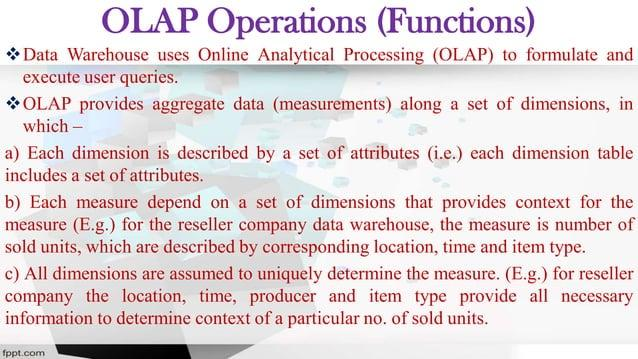 OLAP Operations (Functions)
❖Data Warehouse uses Online Analytical Processing (OLAP) to formulate and
execute user queries.
❖OLAP provides aggregate data (measurements) along a set of dimensions, in
which –
a) Each dimension is described by a set of attributes (i.e.) each dimension table
includes a set of attributes.
b) Each measure depend on a set of dimensions that provides context for the
measure (E.g.) for the reseller company data warehouse, the measure is number of
sold units, which are described by corresponding location, time and item type.
c) All dimensions are assumed to uniquely determine the measure. (E.g.) for reseller
company the location, time, producer and item type provide all necessary
information to determine context of a particular no. of sold units.
fppt.com